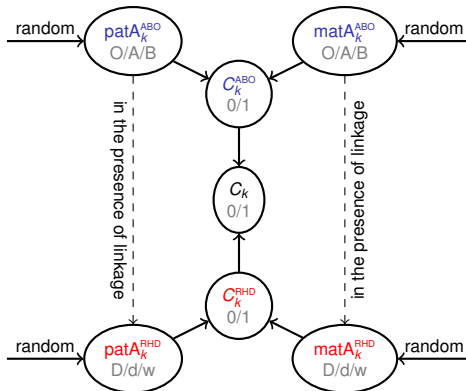 random
patA_k^ABO
O/A/B
matA_k^ABO
O/A/B
random
C_k^ABO
0/1
in the presence of linkage
C_k
0/1
in the presence of linkage
C_k^RHD
0/1
random
patA_k^RHD
D/d/w
matA_k^RHD
D/d/w
random